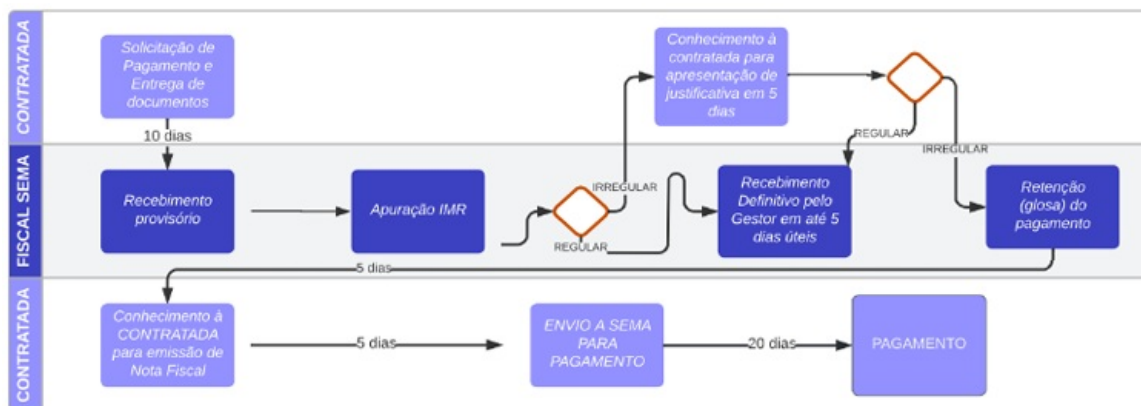 CONTRATADA
Solicitação de
Pagamento e
Entrega de
documentos
10 dias
Conhecimento à
contratada para
apresentação de
justificativa em 5
dias
REGULAR
IRREGULAR
FISCAL SEMA
Recebimento
provisório
Apuração IMR
IRREGULAR
REGULAR
Recebimento
Definitivo pelo
Gestor em até 5
dias úteis
Retenção
(glosa) do
pagamento
5 dias
CONTRATADA
Conhecimento à
CONTRATADA
para emissão de
Nota Fiscal
5 dias
ENVIO A SEMA
PARA
PAGAMENTO
20 dias
PAGAMENTO